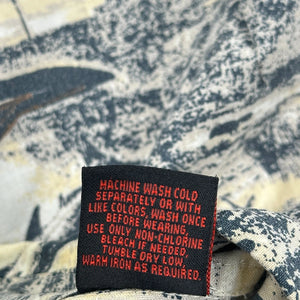 MACHINE WASH COLD
SEPARATELY OR WITH
LIKE COLORS, WASH ONCE
BEFORE WEARING,
USE ONLY NON-CHLORINE
BLEACH IF NEEDED,
TUMBLE DRY LOW
WARM IRON AS REQUIRED.